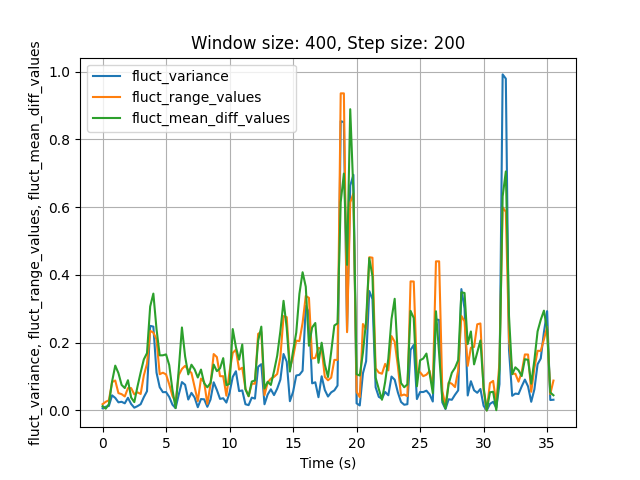 Window size: 400, Step size: 200
fluct_variance, fluct_range_values, fluct_mean_diff_values
1.0
0.8
0.6
0.4
0.2
0.0
fluct_variance
fluct_range_values
fluct_mean_diff_values
0 5 10 15 20 25 30 35
Time (s)